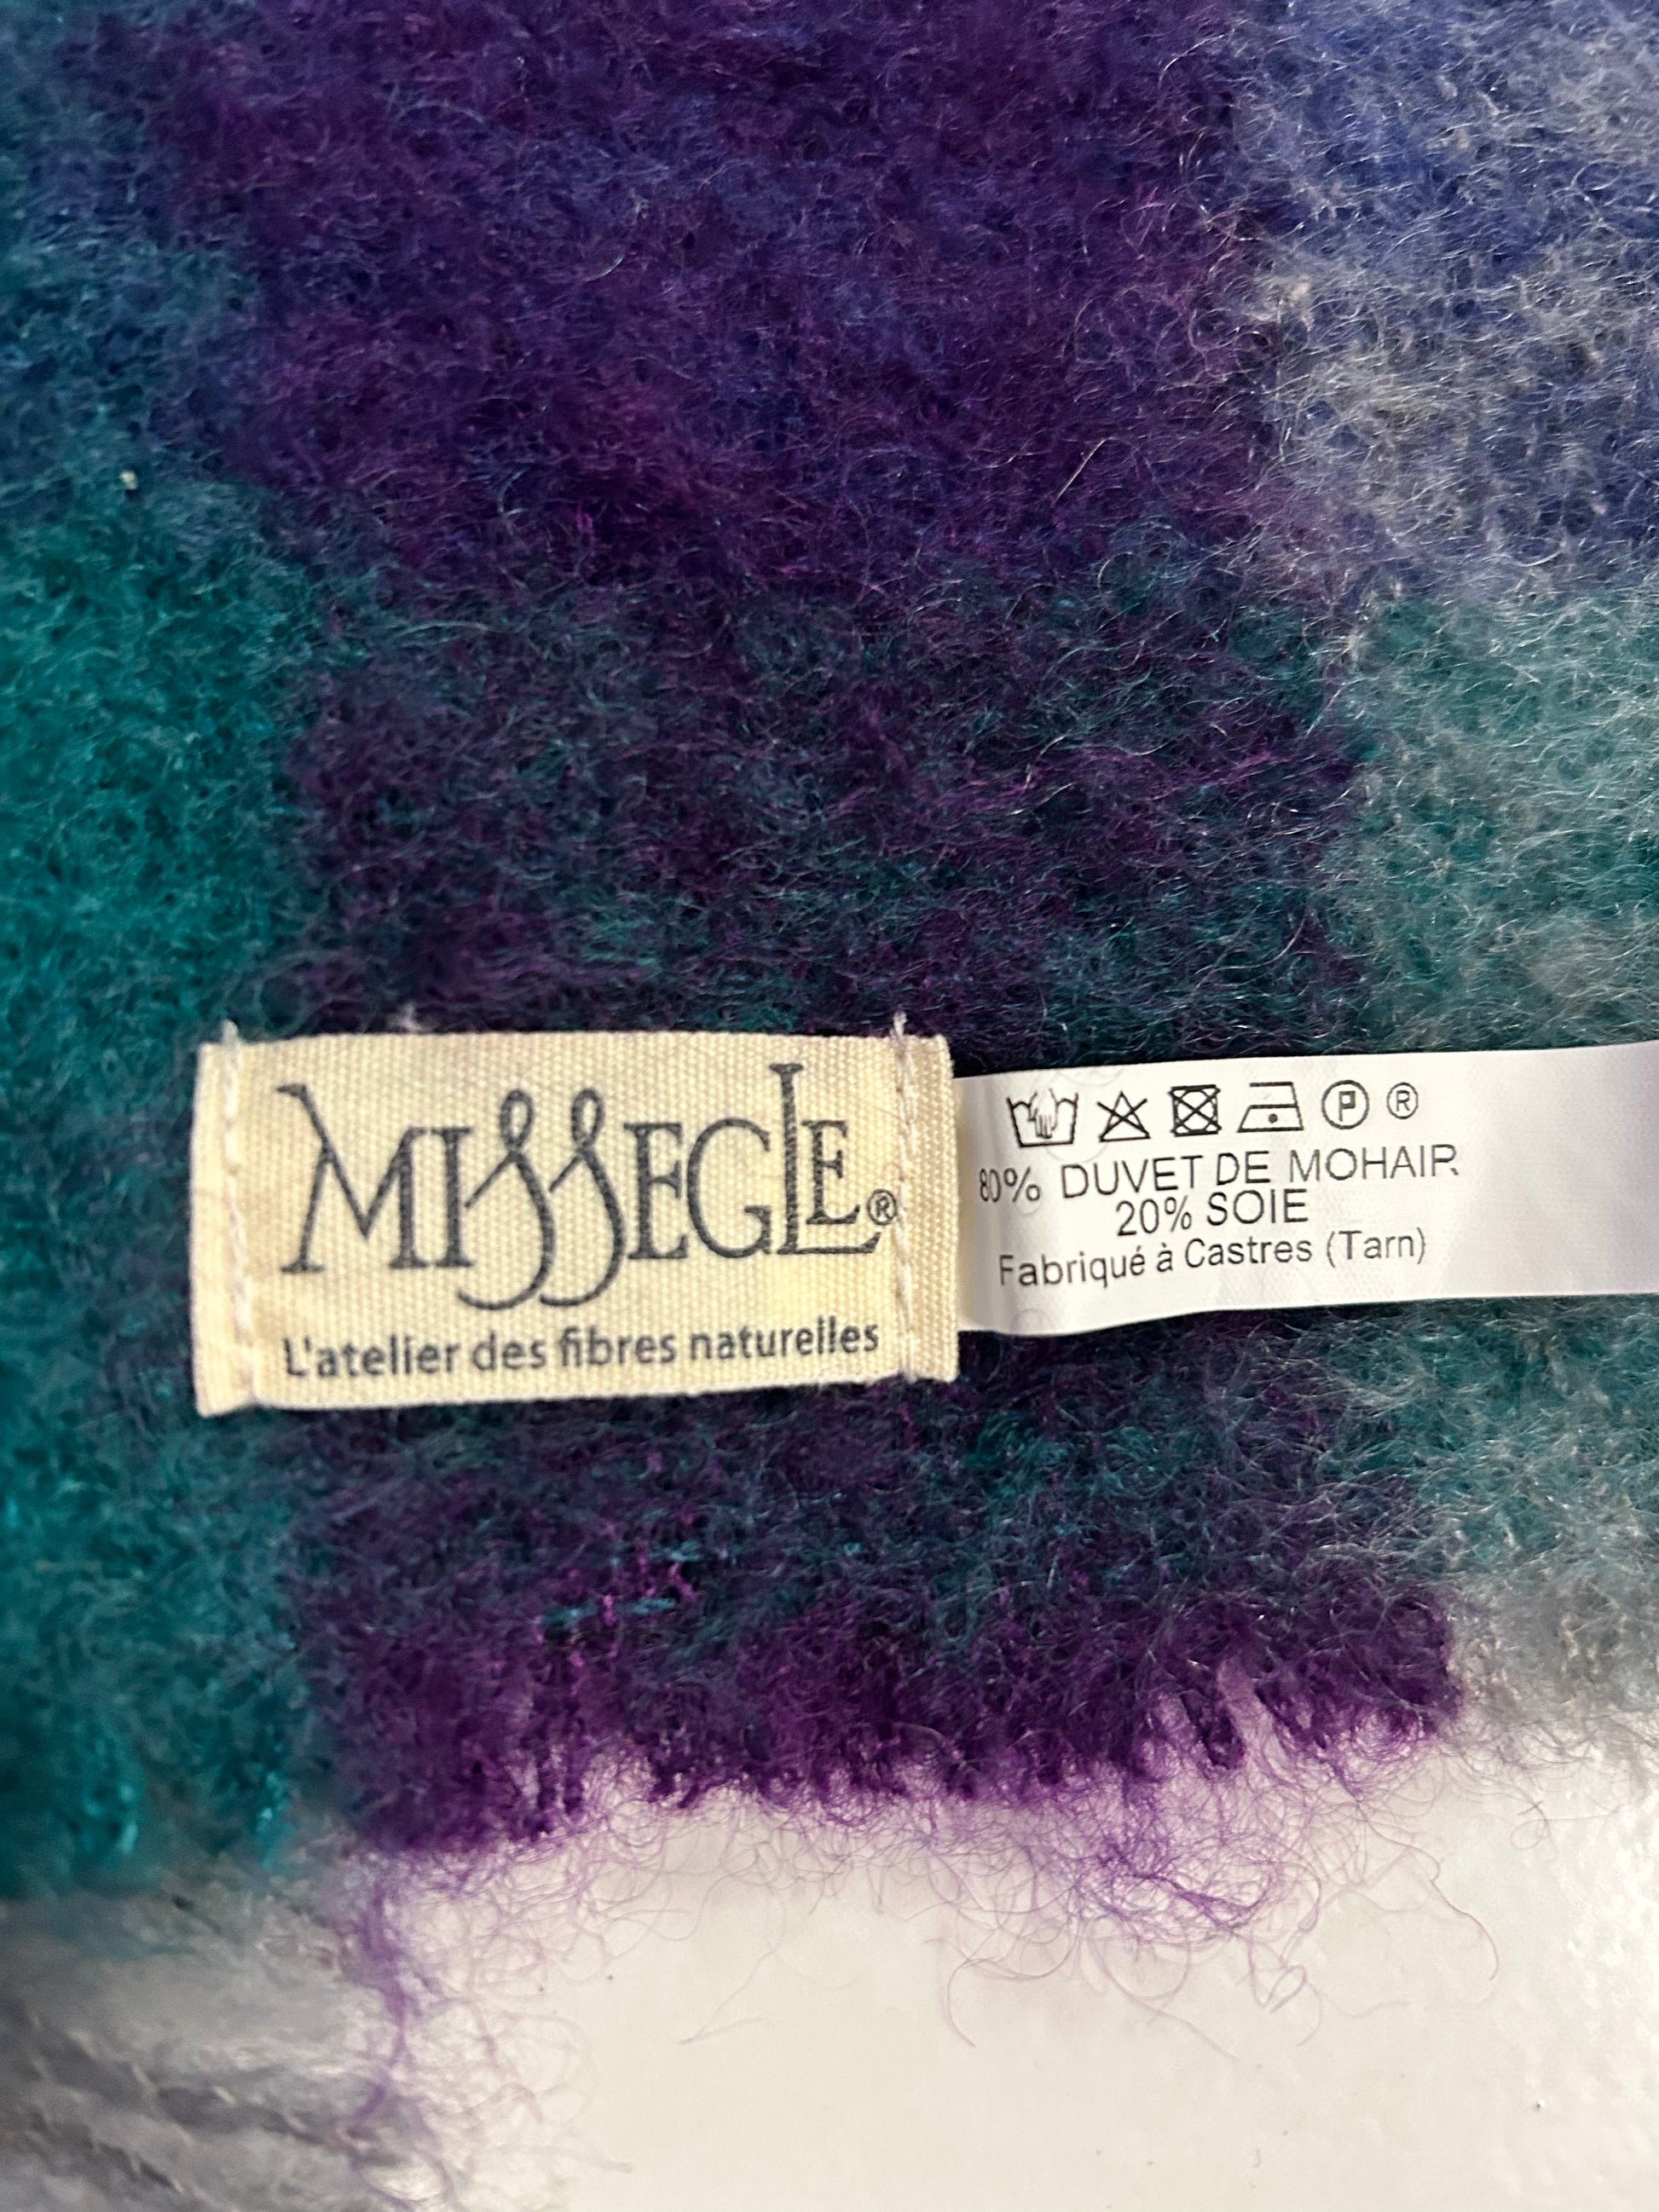 MISSEGLE®
L'atelier des fibres naturelles
P ®
80% DUVET DE MOHAIR
20% SOIE
Fabriqué à Castres (Tarn)